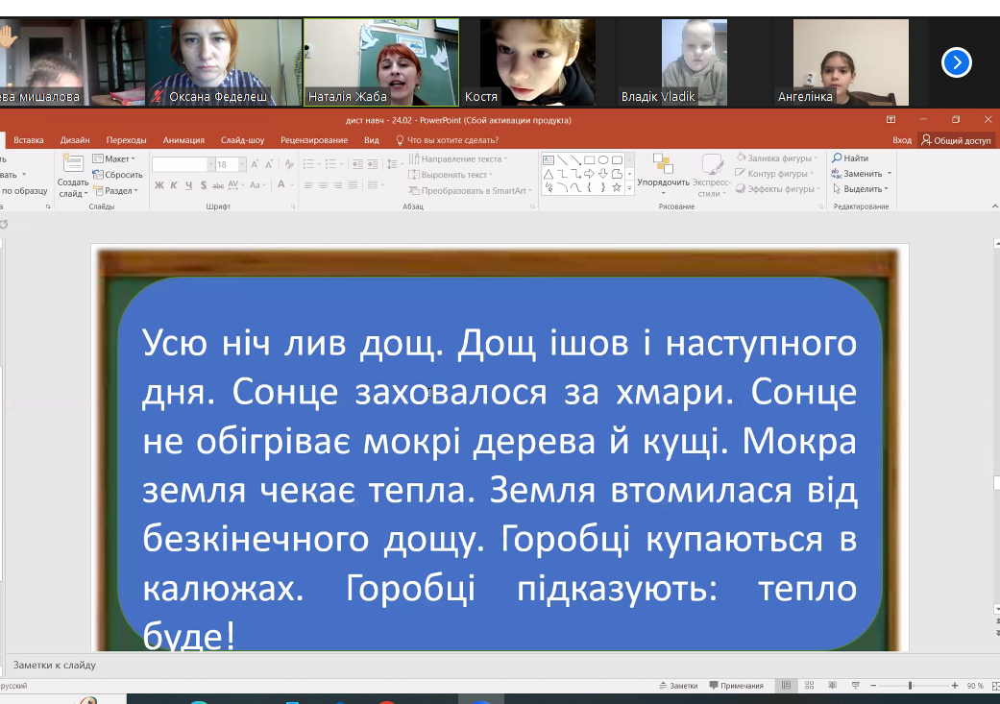 ева мишалова
Оксана Феделеш
Наталія Жаба
Костя
Владік Vladik
Ангелінка
дист навч - 24.02 - PowerPoint (Сбой активации продукта)
Вставка Дизайн Переходы Анимация Слайд-шоу Рецензирование Вид Что вы хотите сделать? Вход Общий доступ
Макет
Сбросить
Раздел
Создать слайд
по образцу
Слайды
18
Ж К Ч S abc AV Aa А
Шрифт
Направление текста
Выровнять текст
Преобразовать в SmartArt
Абзац
Упорядочить
Экспресс-стили
Заливка фигуры
Контур фигуры
Эффекты фигуры
Рисование
Найти
Заменить
Выделить
Редактирование
Усю ніч лив дощ. Дощ ішов і наступного
дня. Сонце заховалося за хмари. Сонце
не обігріває мокрі дерева й кущі. Мокра
земля чекає тепла. Земля втомилася від
безкінечного дощу. Горобці купаються в
калюжах. Горобці підказують: тепло
буде!
Заметки к слайду
русский Заметки Примечания 90 %